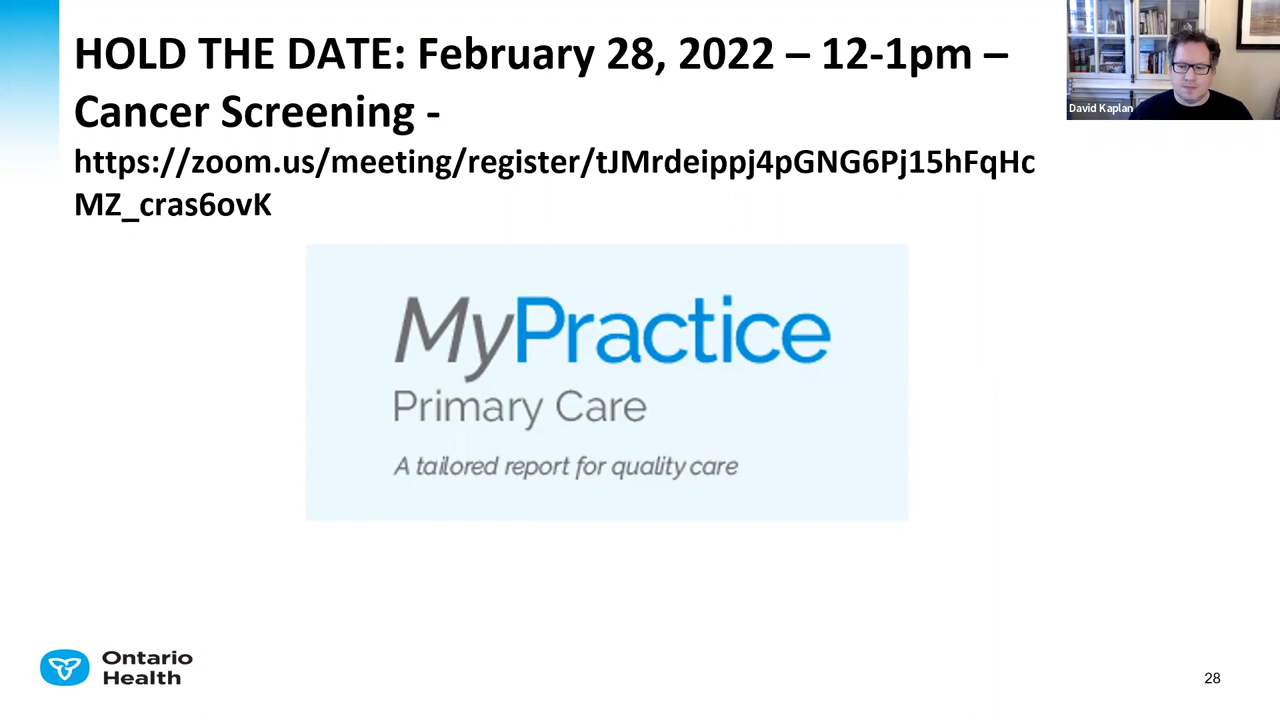 HOLD THE DATE: February 28, 2022 – 12-1pm –
Cancer Screening -
https://zoom.us/meeting/register/tJMrdeippj4pGNG6Pj15hFqHc
MZ_cras6ovK
David Kaplan
MyPractice
Primary Care
A tailored report for quality care
Ontario
Health
28